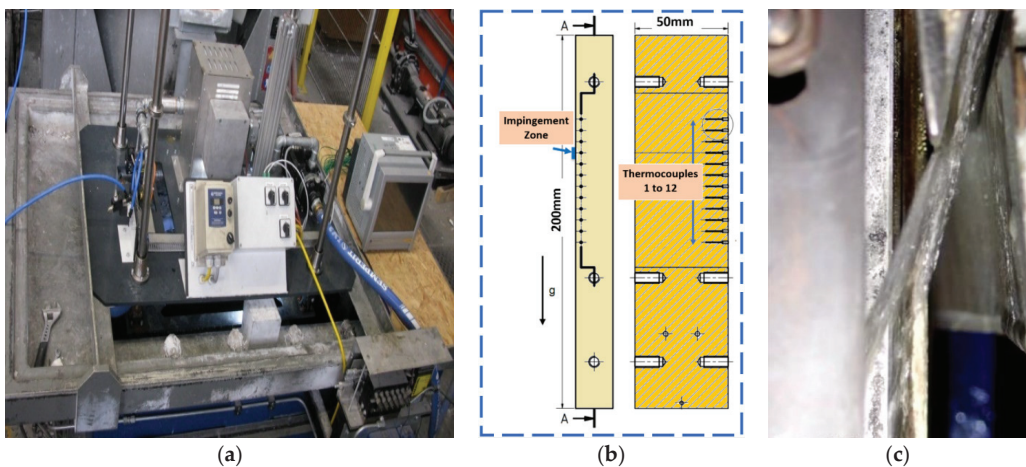 A
50mm
Impingement
Zone
200mm
Thermocouples
1 to 12
g
A
(a)
(b)
(c)